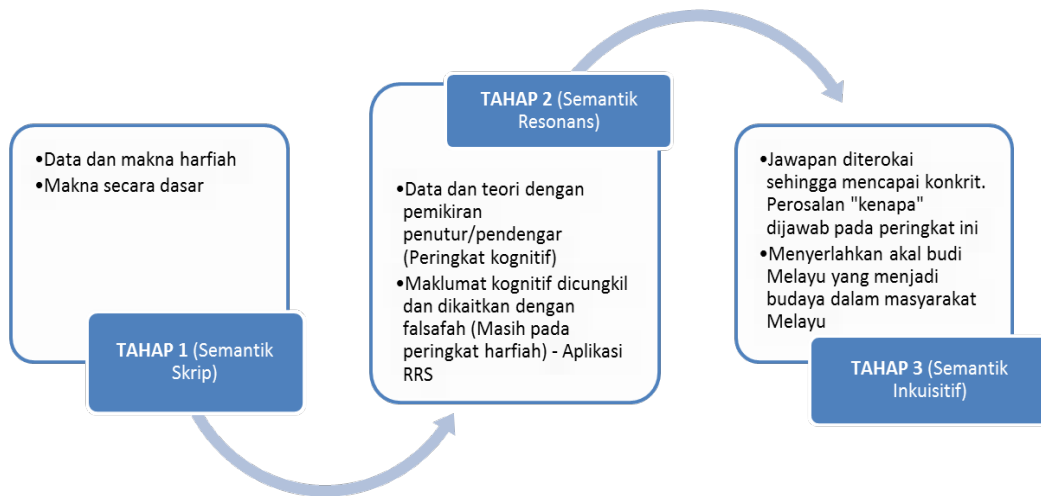 •Data dan makna harfiah
•Makna secara dasar
TAHAP 1 (Semantik
Skrip)
TAHAP 2 (Semantik
Resonans)
•Data dan teori dengan
pemikiran
penutur/pendengar
(Peringkat kognitif)
•Maklumat kognitif dicungkil
dan dikaitkan dengan
falsafah (Masih pada
peringkat harfiah) - Aplikasi
RRS
•Jawapan diterokai
sehingga mencapai konkrit.
Perosalan "kenapa"
dijawab pada peringkat ini
•Menyerlahkan akal budi
Melayu yang menjadi
budaya dalam masyarakat
Melayu
TAHAP 3 (Semantik
Inkuisitif)